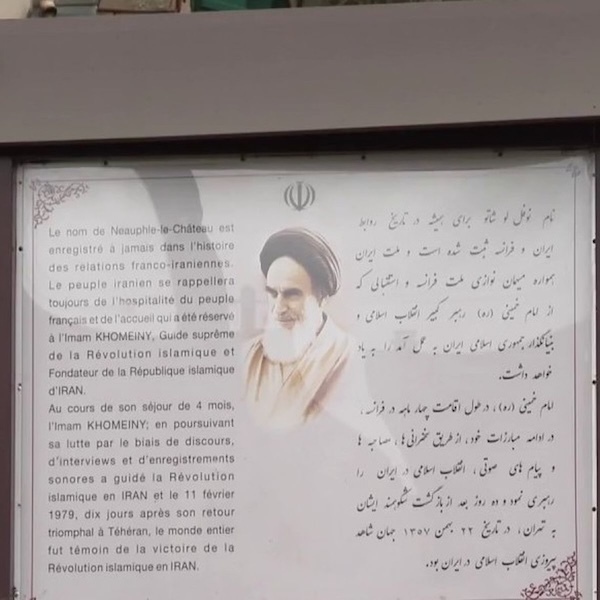 Le nom de Neauphle-le-Château est
enregistré à jamais dans l'histoire
des relations franco-iraniennes.
Le peuple iranien se rappellera
toujours de l'hospitalité du peuple
français et de l'accueil qui a été réservé
à l'Imam KHOMEINY, Guide suprême
de la Révolution islamique et
Fondateur de la République islamique
d'IRAN.
Au cours de son séjour de 4 mois,
l'Imam KHOMEINY; en poursuivant
sa lutte par le biais de discours,
d'interviews et d'enregistrements
sonores a guidé la Révolution
islamique en IRAN et le 11 février
1979, dix jours après son retour
triomphal à Téhéran, le monde entier
fut témoin de la victoire de la
Révolution islamique en IRAN.
نام نوفل لو شاتو برای همیشه در تاریخ روابط
ایران و فرانسه ثبت شده است و ملت ایران
همواره میهمان نوازی ملت فرانسه و استقبالی که
از امام خمینی (ره) رهبر کبیر انقلاب اسلامی و
بنیانگذار جمهوری اسلامی ایران به عمل آمد را به یاد
خواهد داشت.
امام خمینی (ره)، در طول اقامت چهار ماهه در فرانسه،
در ادامه مبارزات خود، از طریق سخنرانی ها، مصاحبه ها
و پیام های صوتی، انقلاب اسلامی در ایران را
رهبری نمود و ده روز بعد از بازگشت شکوهمند ایشان
به تهران، در تاریخ ۲۲ بهمن ۱۳۵۷ جهان شاهد
پیروزی انقلاب اسلامی در ایران بود.